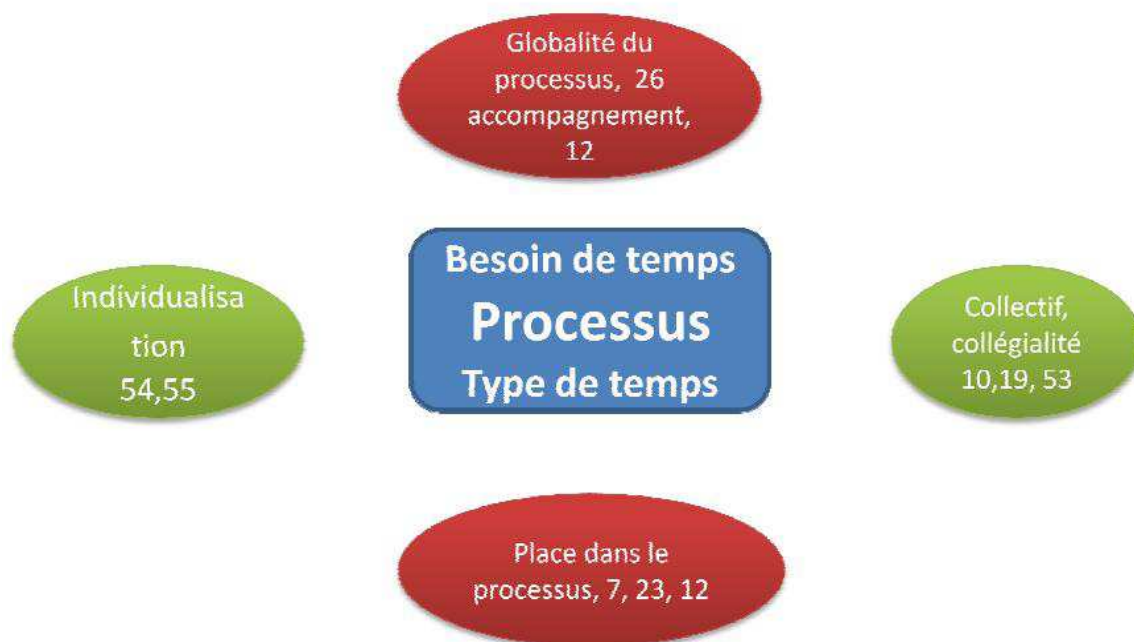 Globalité du
processus, 26
accompagnement,
12
Besoin de temps
Processus
Type de temps
Individualisa
tion
54,55
Collectif,
collégialité
10,19, 53
Place dans le
processus, 7, 23, 12